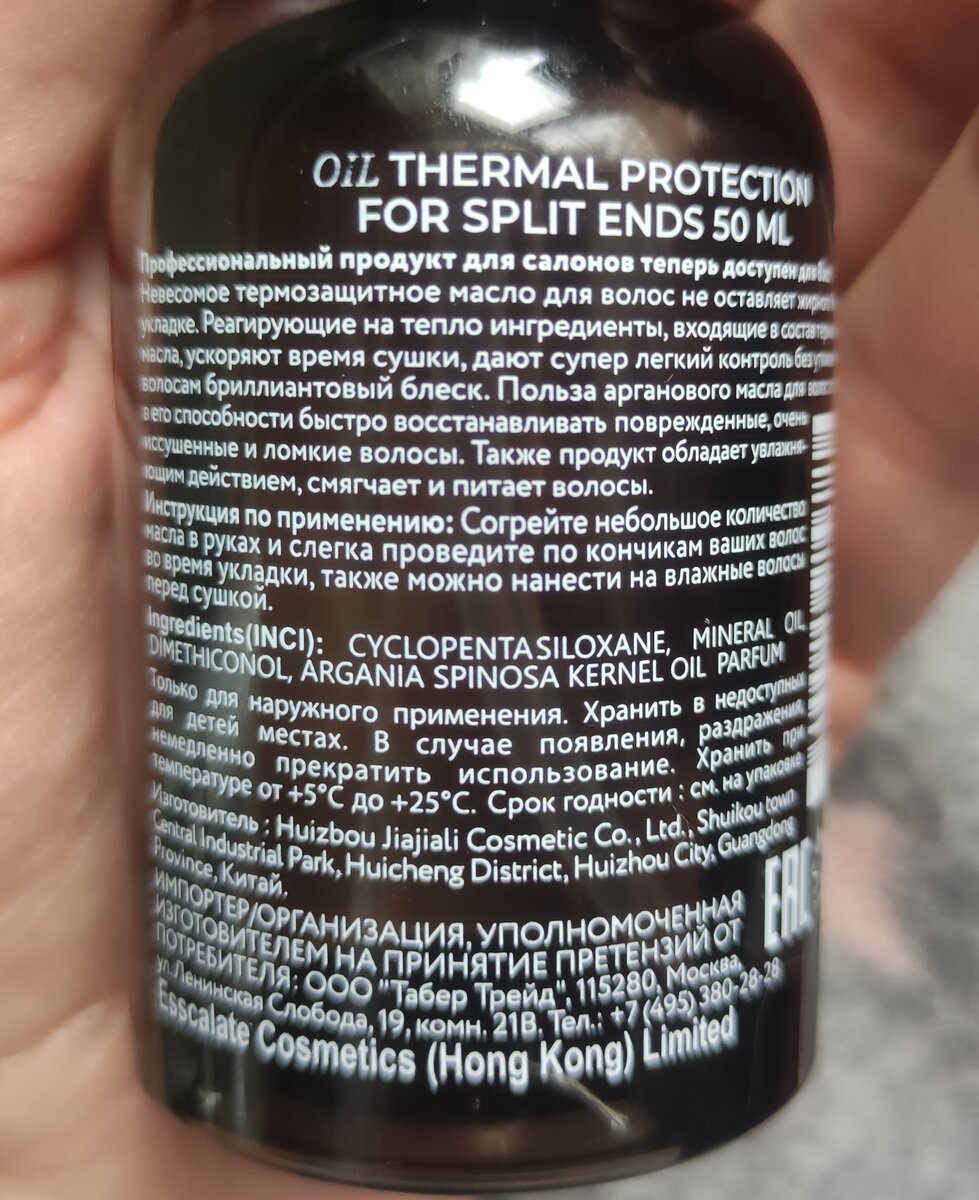 OiL THERMAL PROTECTION
FOR SPLIT ENDS 50 ML
Профессиональный продукт для салонов теперь доступен для
Невесомое термозащитное масло для волос не оставляет
укладке. Реагирующие на тепло ингредиенты, входящие в состав
масла, ускоряют время сушки, дают супер легкий контроль без
волосам бриллиантовый блеск. Польза арганового масла для
в его способности быстро восстанавливать поврежденные, очень
иссушенные и ломкие волосы. Также продукт обладает увлажня-
ющим действием, смягчает и питает волосы.
Инструкция по применению: Согрейте небольшое количество
масла в руках и слегка проведите по кончикам ваших волос
во время укладки, также можно нанести на влажные волосы
перед сушкой.
Ingredients(INCI): CYCLOPENTASILOXANE, MINERAL OIL,
DIMETHICONOL, ARGANIA SPINOSA KERNEL OIL PARFUM
Только для наружного применения. Хранить в недоступных
для детей местах. В случае появления, раздражения,
немедленно прекратить использование. Хранить при
температуре от +5°C до +25°C. Срок годности : см. на упаковке
Изготовитель : Huizbou Jiajiali Cosmetic Co., Ltd., Shuikou town
Central Industrial Park, Huicheng District, Huizhou City, Guangdong
Province, Китай,
ИМПОРТЕР/ОРГАНИЗАЦИЯ, УПОЛНОМОЧЕННАЯ
ИЗГОТОВИТЕЛЕМ НА ПРИНЯТИЕ ПРЕТЕНЗИЙ ОТ
ПОТРЕБИТЕЛЯ: ООО "Табер Трейд", 115280, Москва,
ул. Ленинская Слобода, 19, комн. 21В. Тел.: +7 (495) 380-28-28
Esscalate Cosmetics (Hong Kong) Limited
EAC